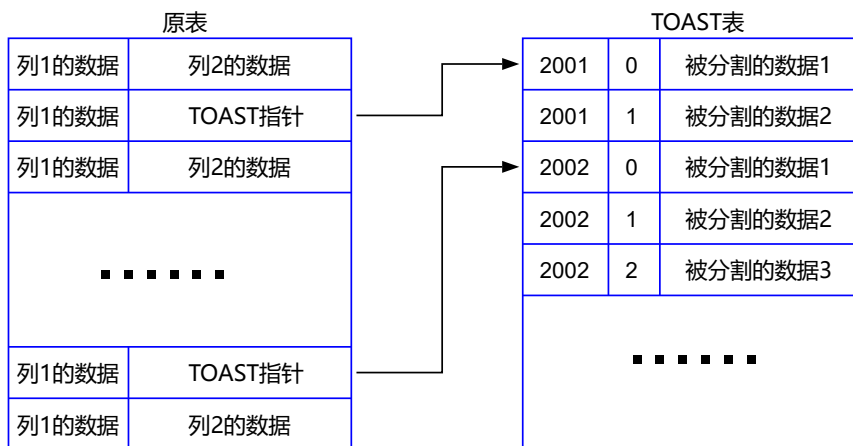 原表
列1的数据 列2的数据
列1的数据 TOAST指针
列1的数据 列2的数据
......
列1的数据 TOAST指针
列1的数据 列2的数据
TOAST表
2001 0 被分割的数据1
2001 1 被分割的数据2
2002 0 被分割的数据1
2002 1 被分割的数据2
2002 2 被分割的数据3
......